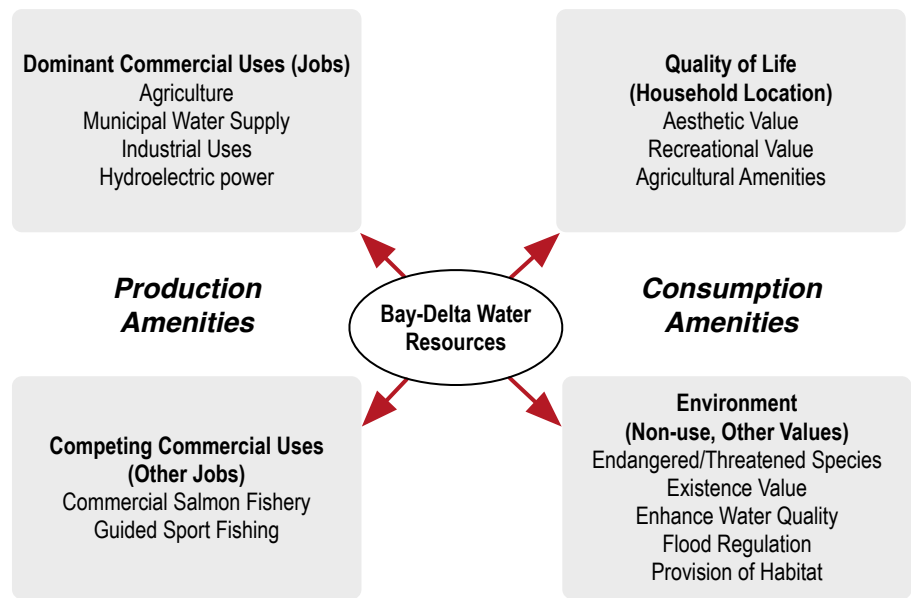 Dominant Commercial Uses (Jobs)
Agriculture
Municipal Water Supply
Industrial Uses
Hydroelectric power
Quality of Life
(Household Location)
Aesthetic Value
Recreational Value
Agricultural Amenities
Production
Amenities
Bay-Delta Water
Resources
Consumption
Amenities
Competing Commercial Uses
(Other Jobs)
Commercial Salmon Fishery
Guided Sport Fishing
Environment
(Non-use, Other Values)
Endangered/Threatened Species
Existence Value
Enhance Water Quality
Flood Regulation
Provision of Habitat